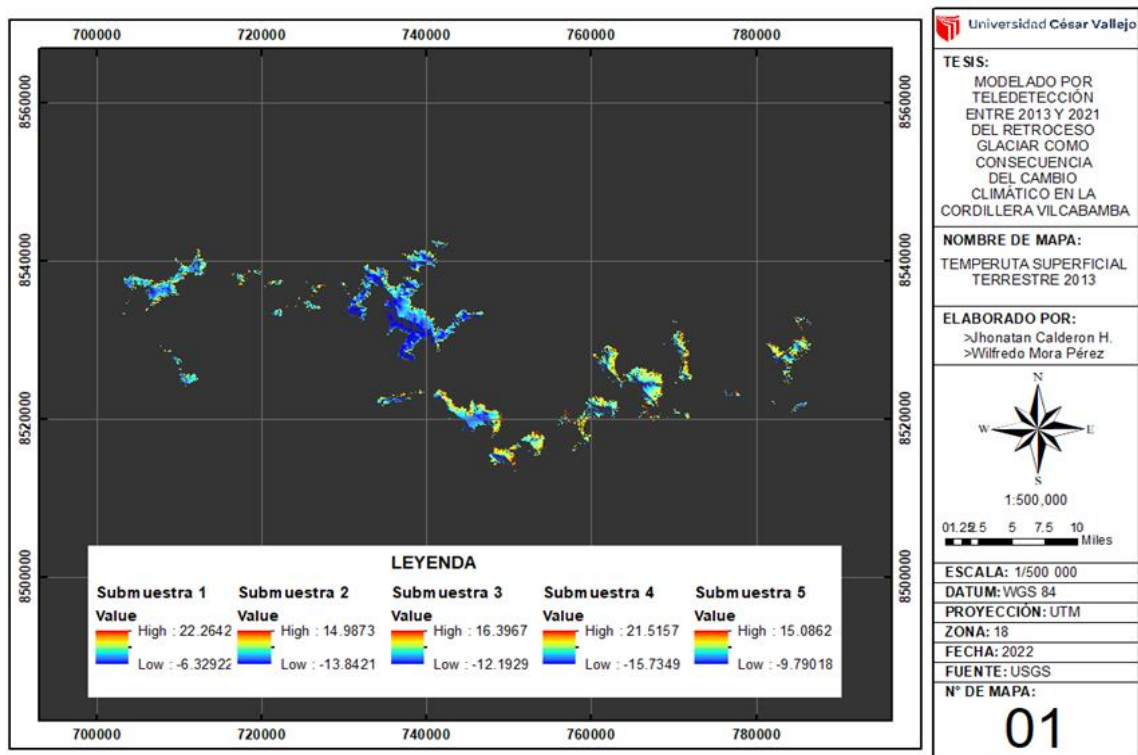 700000 720000 740000 760000 780000
8560000 8560000
8540000 8540000
8520000 8520000
8500000 8500000
LEYENDA
Submuestra 1 Submuestra 2 Submuestra 3 Submuestra 4 Submuestra 5
Value Value Value Value Value
High : 22.2642 High : 14.9873 High : 16.3967 High : 21.5157 High : 15.0862
Low : -6.32922 Low : -13.8421 Low : -12.1929 Low : -15.7349 Low : -9.79018
700000 720000 740000 760000 780000
Universidad César Vallejo
TESIS:
MODELADO POR
TELEDETECCIÓN
ENTRE 2013 Y 2021
DEL RETROCESO
GLACIAR COMO
CONSECUENCIA
DEL CAMBIO
CLIMÁTICO EN LA
CORDILLERA VILCABAMBA
NOMBRE DE MAPA:
TEMPERUTA SUPERFICIAL
TERRESTRE 2013
ELABORADO POR:
>Jhonatan Calderon H.
>Wilfredo Mora Pérez
N
W E
S
1:500,000
01.252.5 5 7.5 10
Miles
ESCALA: 1/500 000
DATUM: WGS 84
PROYECCIÓN: UTM
ZONA: 18
FECHA: 2022
FUENTE: USGS
N° DE MAPA:
01